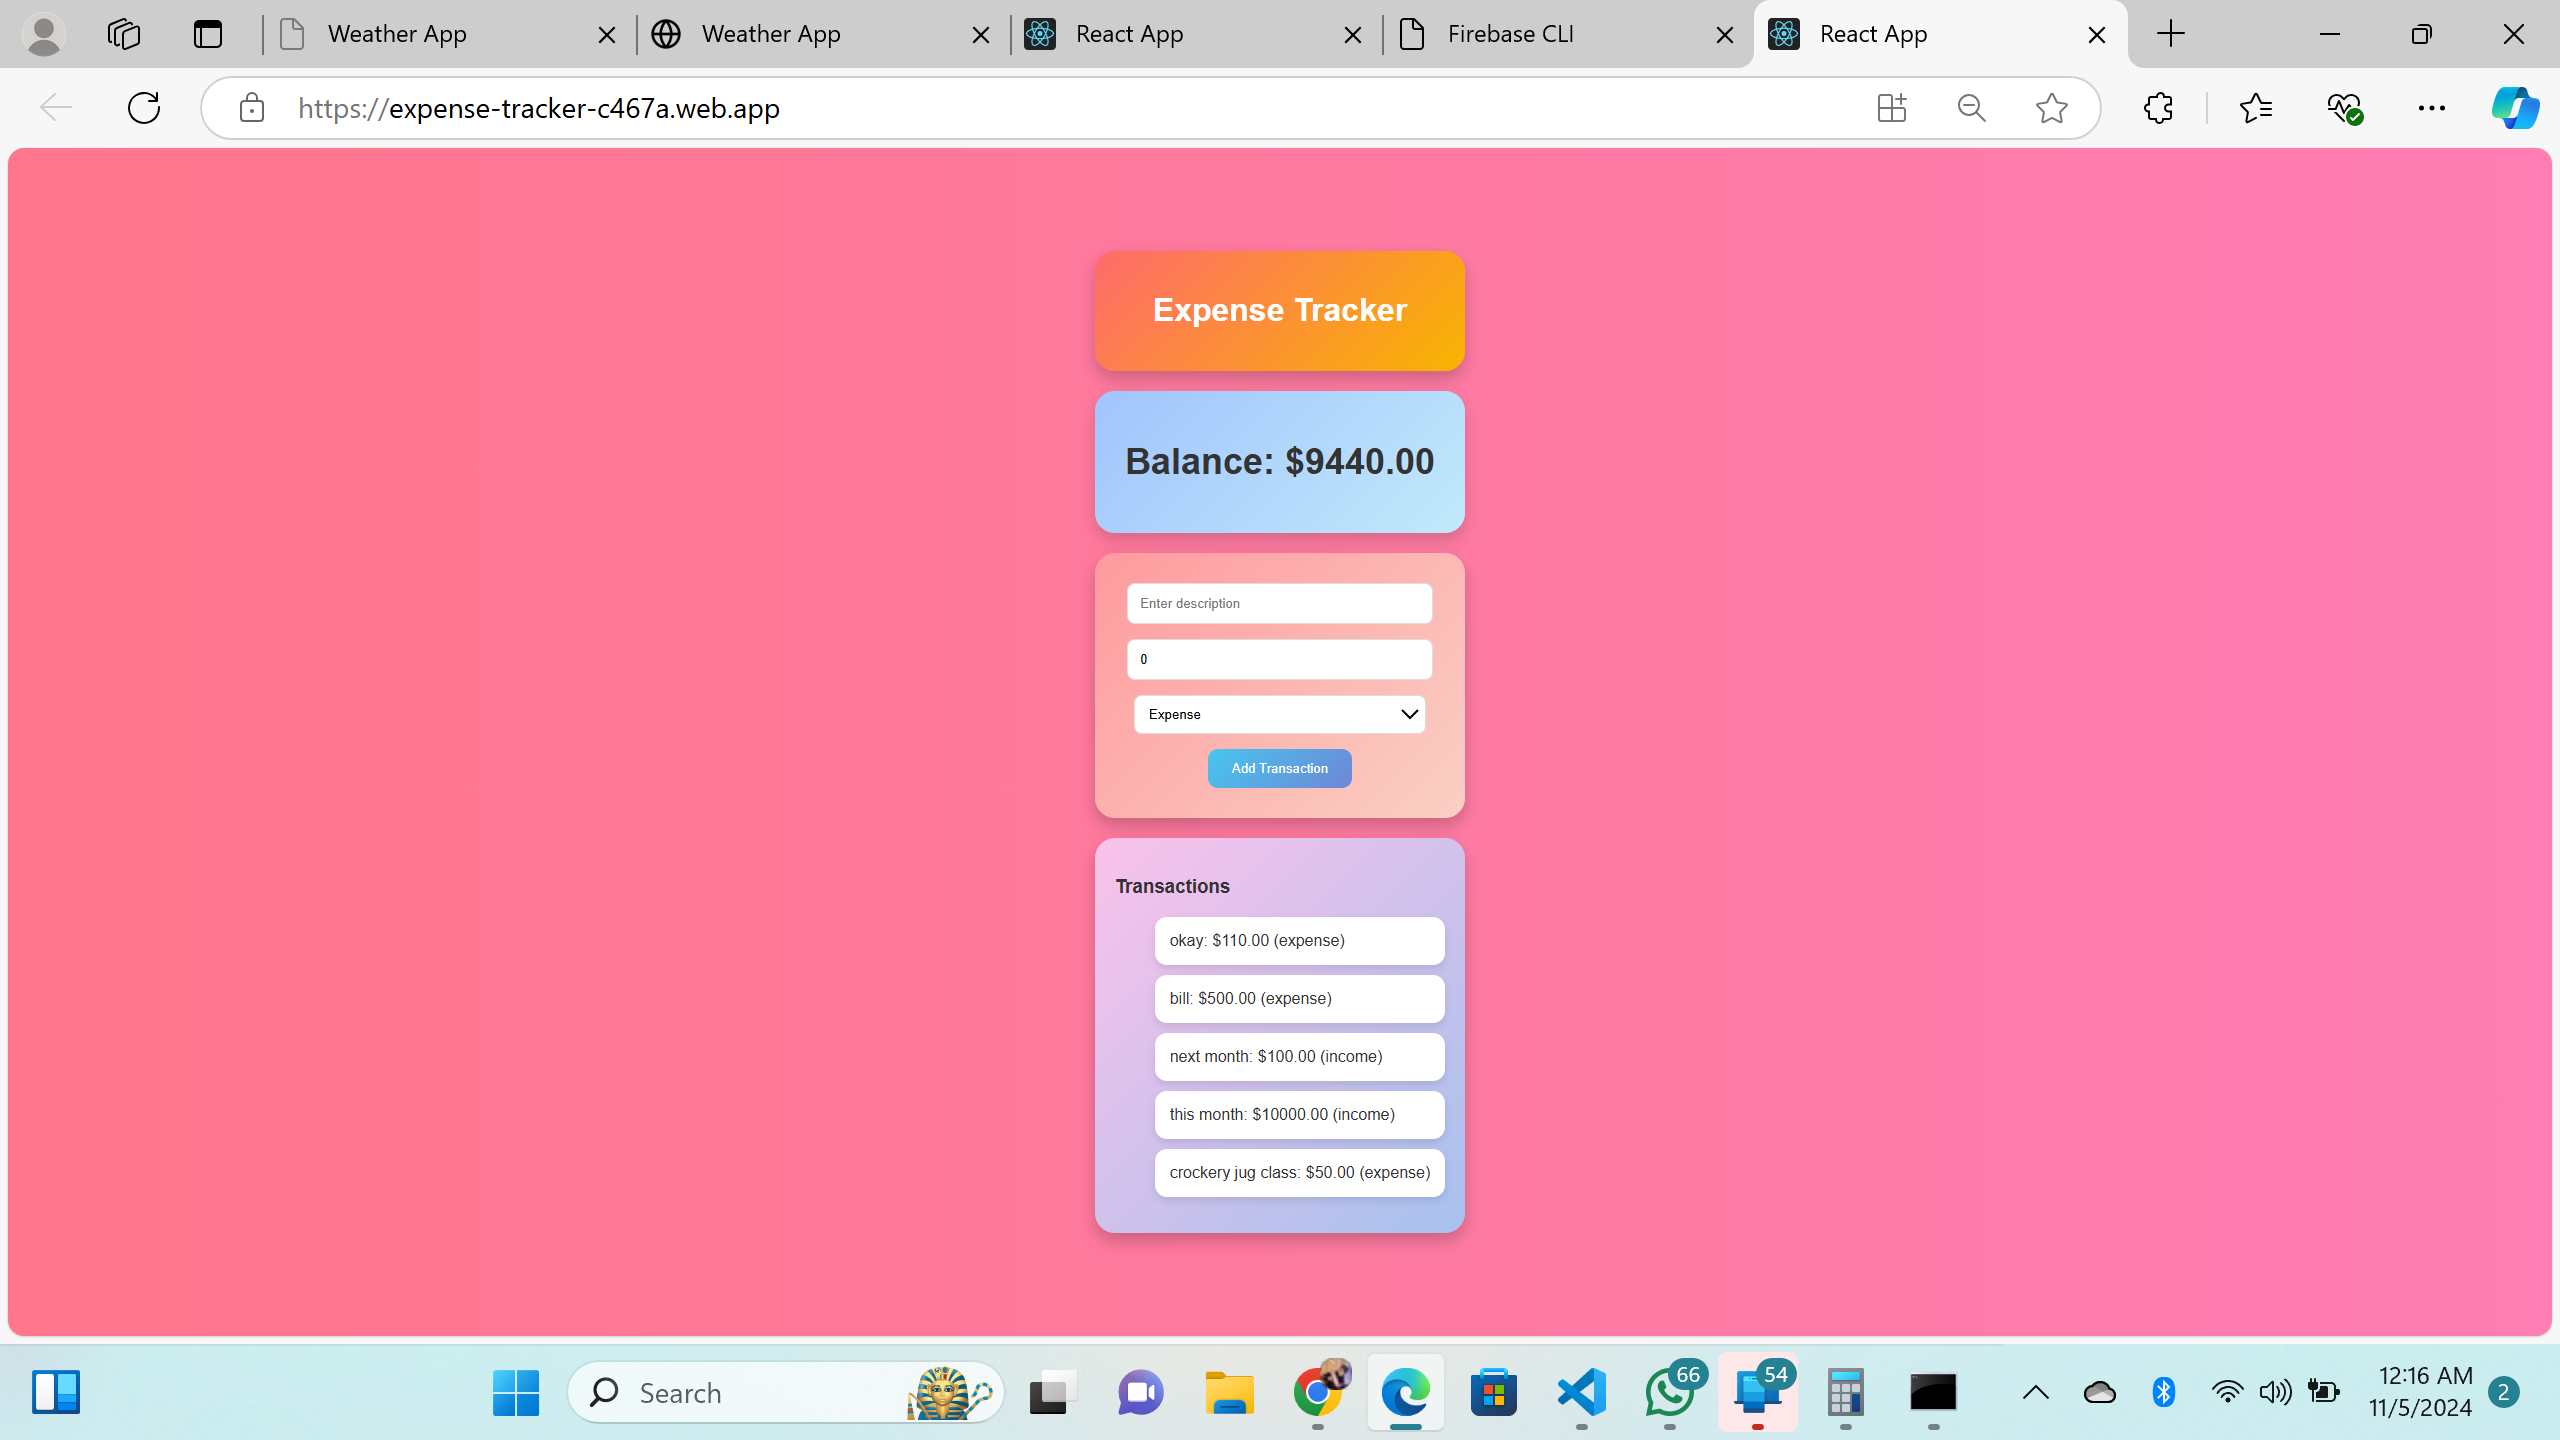 Weather App
Weather App
React App
Firebase CLI
React App
https://expense-tracker-c467a.web.app
Expense Tracker
Balance: $9440.00
Enter description
0
Expense
Add Transaction
Transactions
okay: $110.00 (expense)
bill: $500.00 (expense)
next month: $100.00 (income)
this month: $10000.00 (income)
crockery jug class: $50.00 (expense)
Search
66
54
12:16 AM
11/5/2024
2